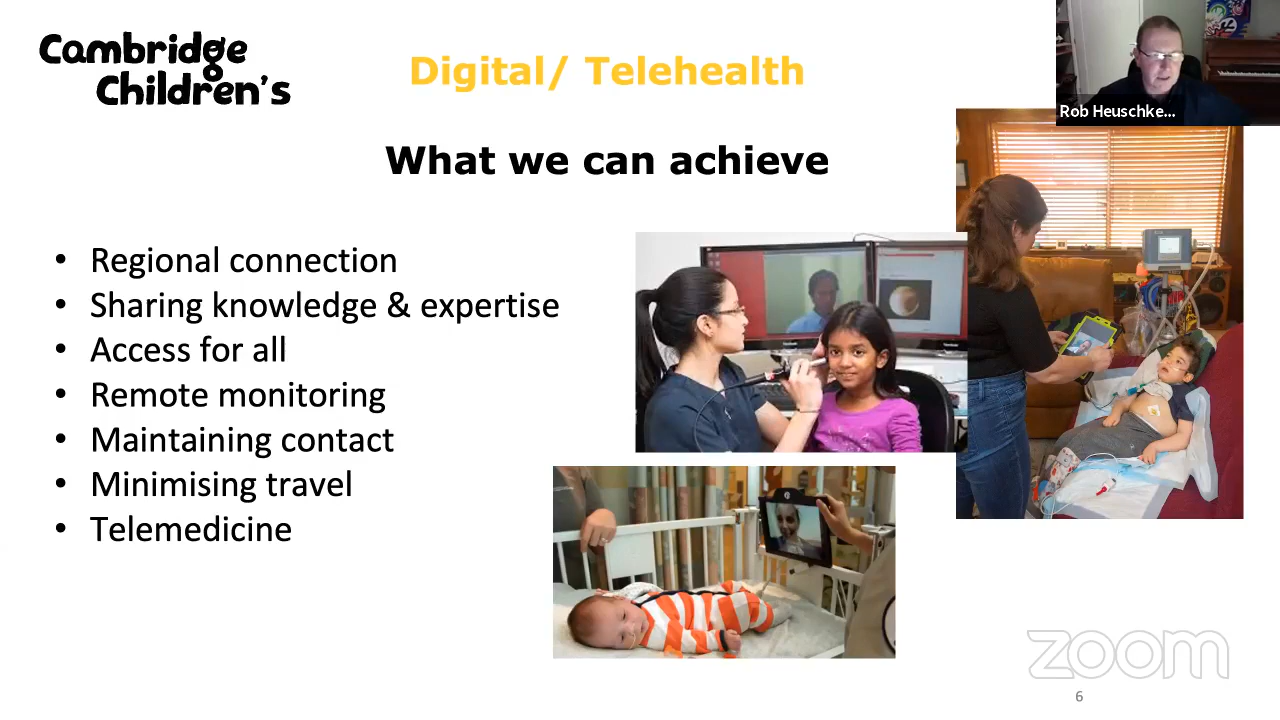 Cambridge
Children's
Digital/ Telehealth
Rob Heuschke...
What we can achieve
• Regional connection
• Sharing knowledge & expertise
• Access for all
• Remote monitoring
• Maintaining contact
• Minimising travel
• Telemedicine
zoom
6